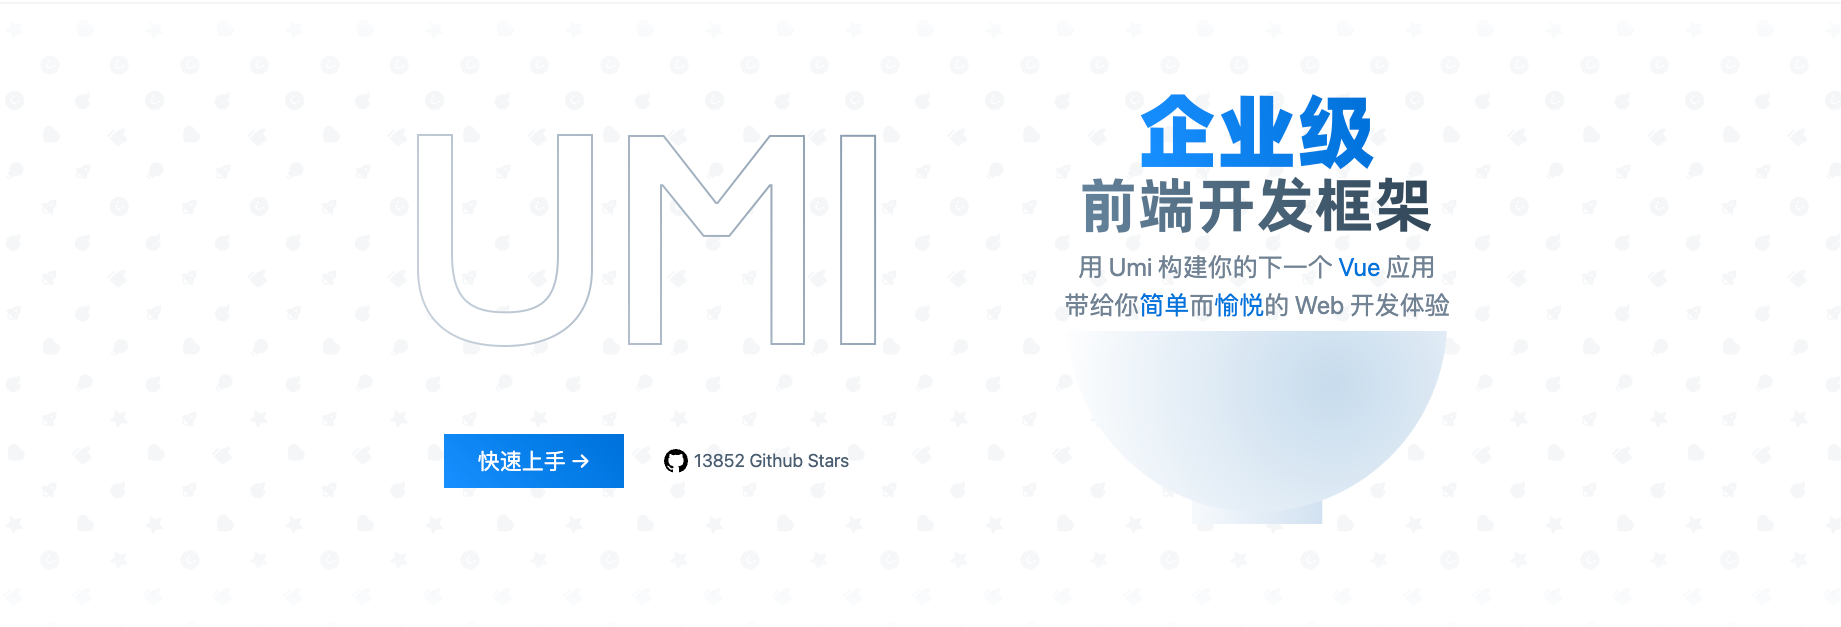 UMI
快速上手 →
13852 Github Stars
企业级
前端开发框架
用 Umi 构建你的下一个 Vue 应用
带给你简单而愉悦的 Web 开发体验